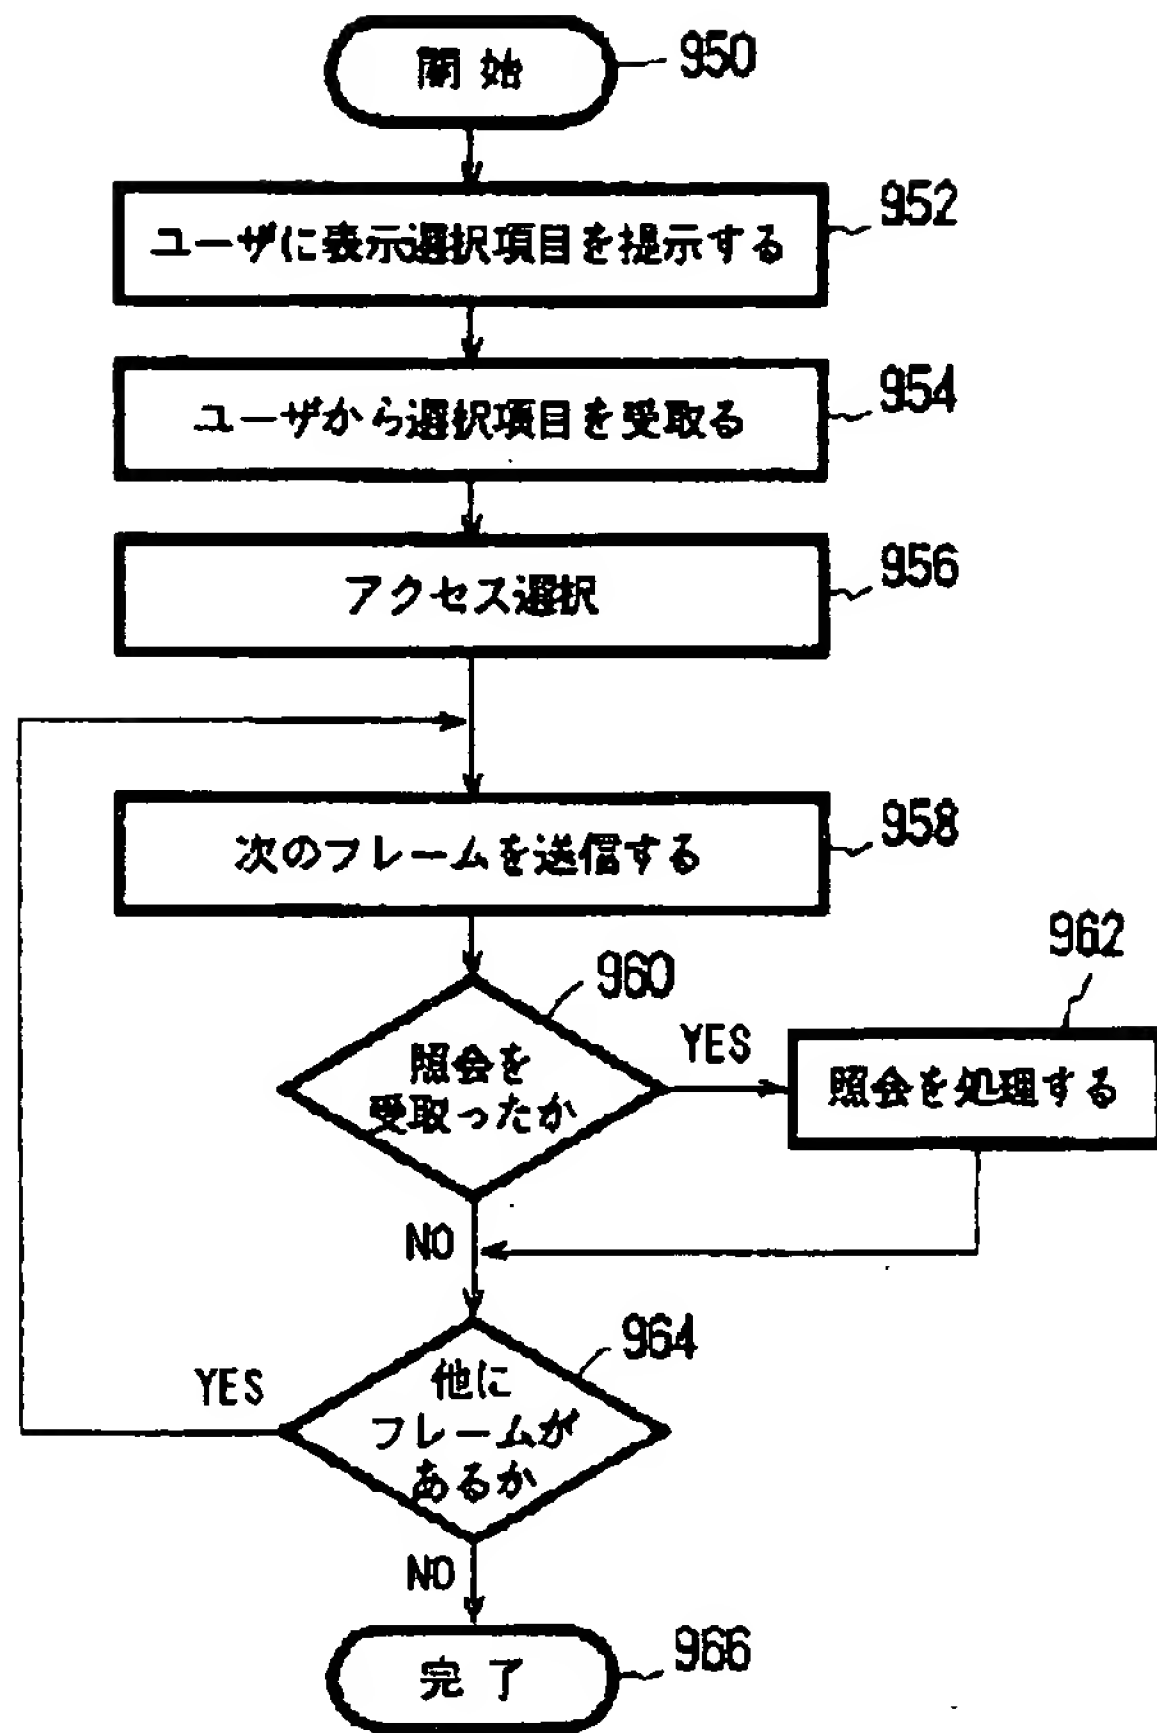 開始
950
ユーザに表示選択項目を提示する
952
ユーザから選択項目を受取る
954
アクセス選択
956
次のフレームを送信する
958
960
962
照会を
受取ったか
YES
照会を処理する
NO
964
他に
フレームが
あるか
YES
NO
完了
966